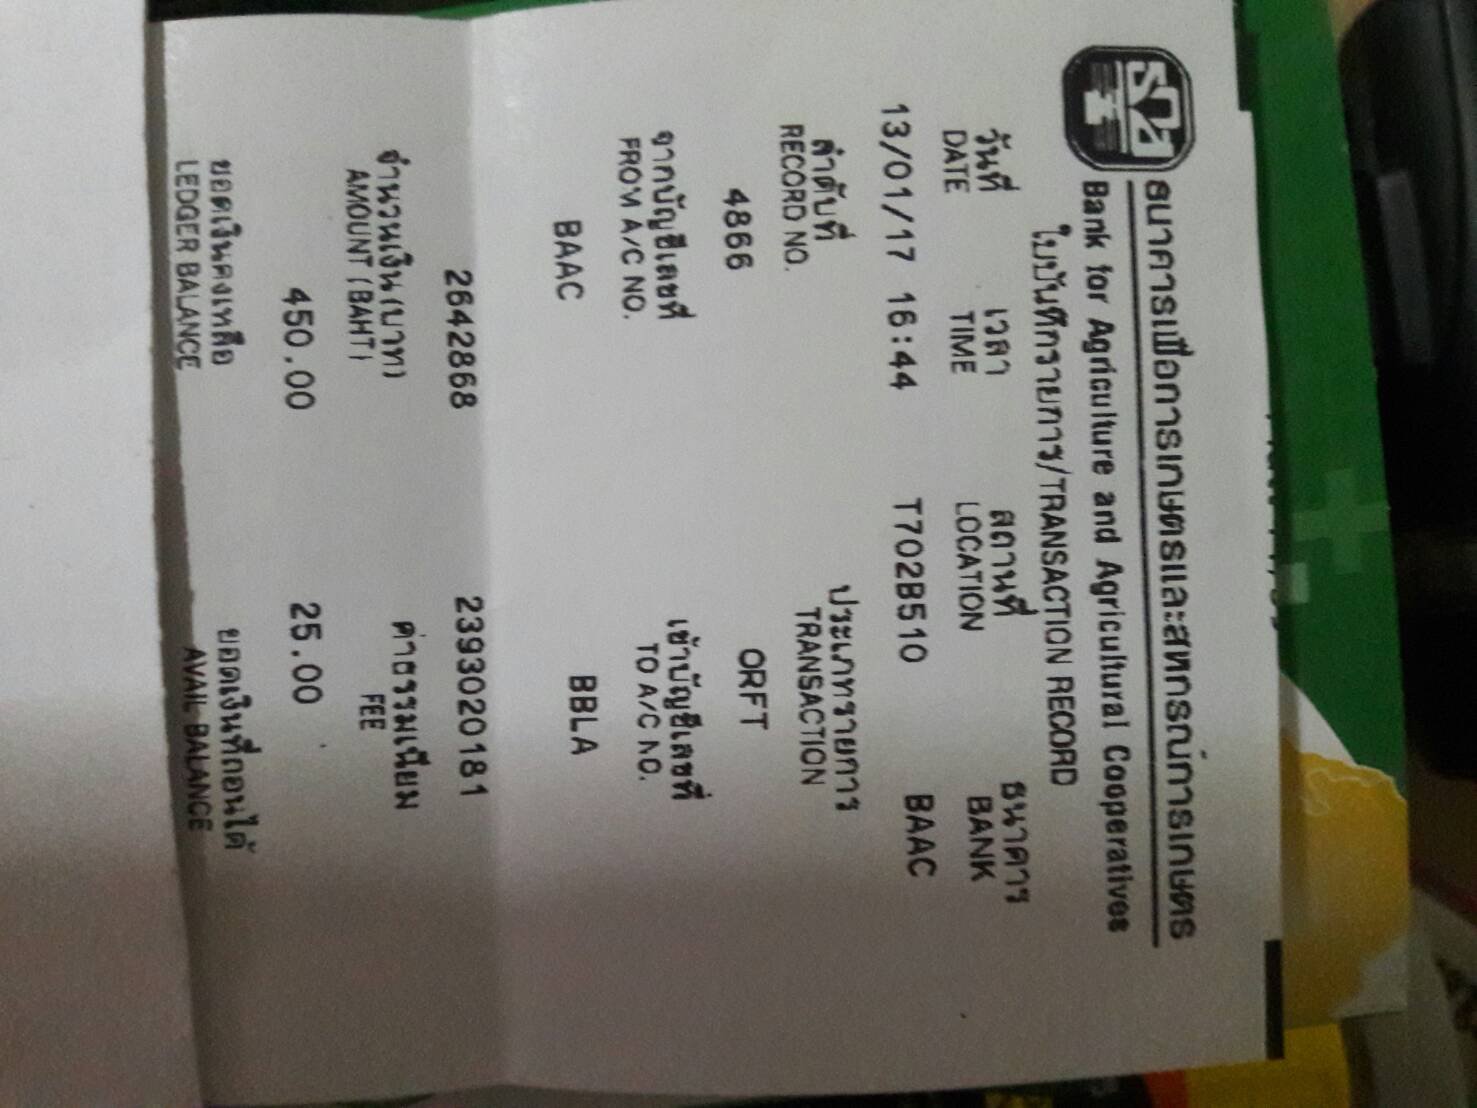 ธกส
ธนาคารเพื่อการเกษตรและสหกรณ์การเกษตร
Bank for Agriculture and Agricultural Cooperatives
ใบบันทึกรายการ/TRANSACTION RECORD
วันที่ เวลา สถานที่ ธนาคาร
DATE TIME LOCATION BANK
13/01/17 16:44 T702B510 BAAC
ลำดับที่ ประเภทรายการ
RECORD NO. TRANSACTION
4866 ORFT
จากบัญชีเลขที่ เข้าบัญชีเลขที่
FROM A/C NO. TO A/C NO.
BAAC BBLA
2642868 2393020181
จำนวนเงิน(บาท) ค่าธรรมเนียม
AMOUNT(BAHT) FEE
450.00 25.00
ยอดเงินคงเหลือ ยอดเงินที่ถอนได้
LEDGER BALANCE AVAIL BALANCE